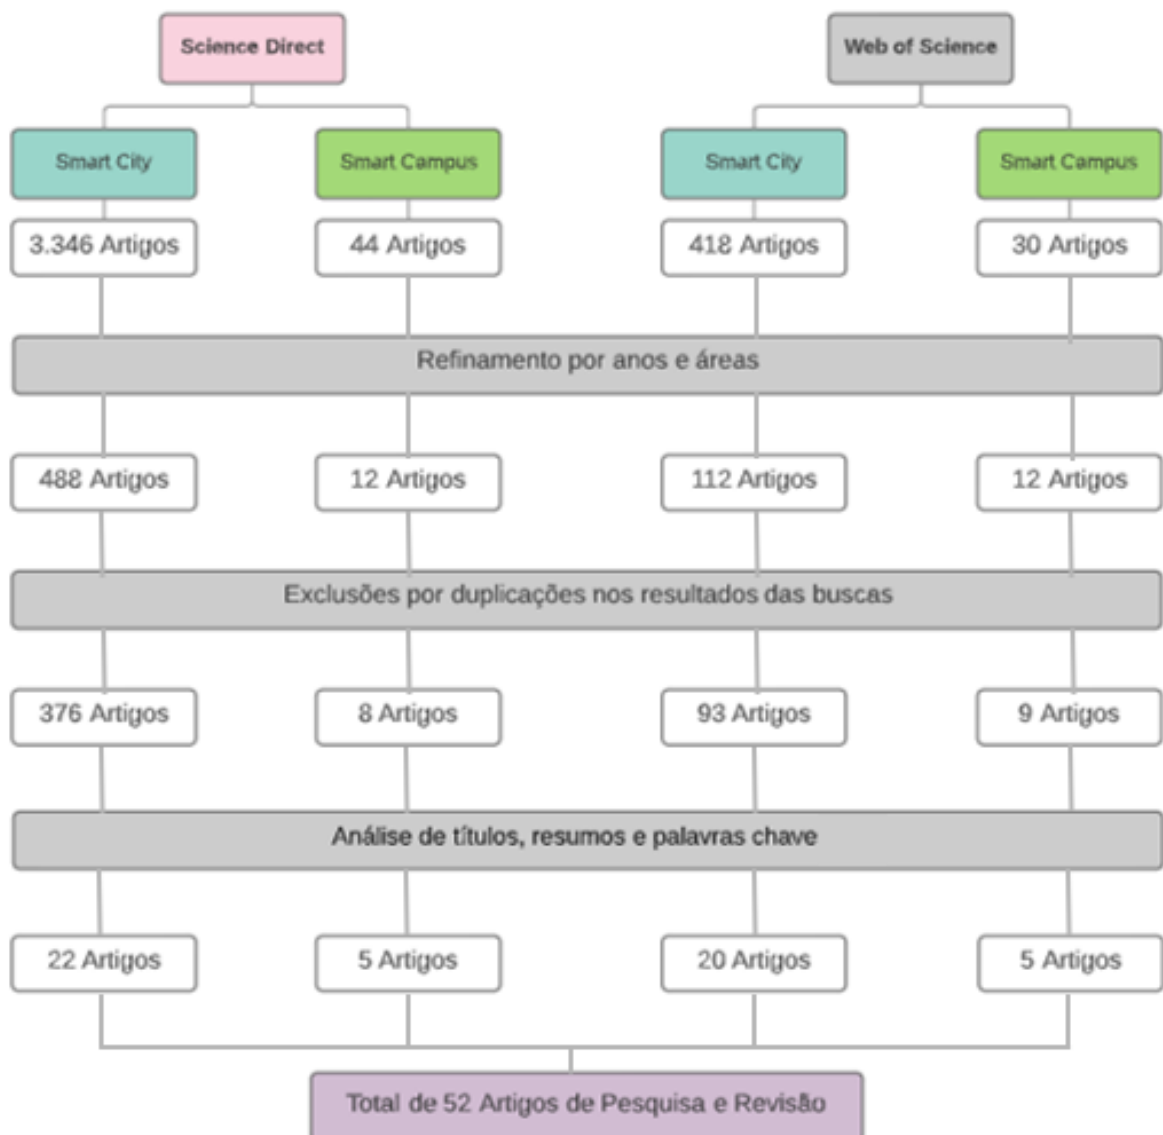 Science Direct
Web of Science
Smart City
Smart Campus
Smart City
Smart Campus
3.346 Artigos
44 Artigos
418 Artigos
30 Artigos
Refinamento por anos e áreas
488 Artigos
12 Artigos
112 Artigos
12 Artigos
Exclusões por duplicações nos resultados das buscas
376 Artigos
8 Artigos
93 Artigos
9 Artigos
Análise de títulos, resumos e palavras chave
22 Artigos
5 Artigos
20 Artigos
5 Artigos
Total de 52 Artigos de Pesquisa e Revisão